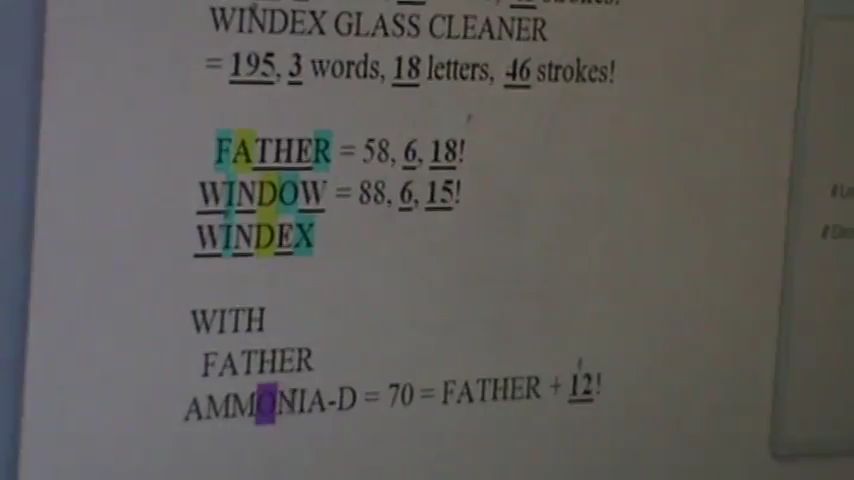 strokes!
WINDEX GLASS CLEANER
= 195, 3 words, 18 letters, 46 strokes!
FATHER = 58, 6, 18!
WINDOW = 88, 6, 15!
WINDEX
WITH
FATHER
AMMONIA-D = 70 = FATHER + 12!